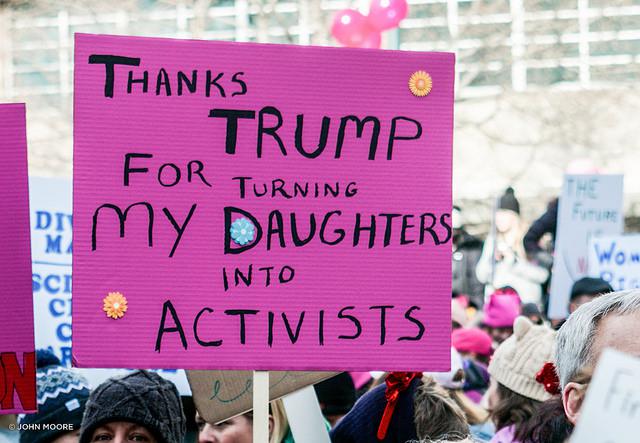 THANKS
TRUMP
FOR TURNING
MY DAUGHTERS
INTO
ACTIVISTS
THE
FUTURE
© JOHN MOORE